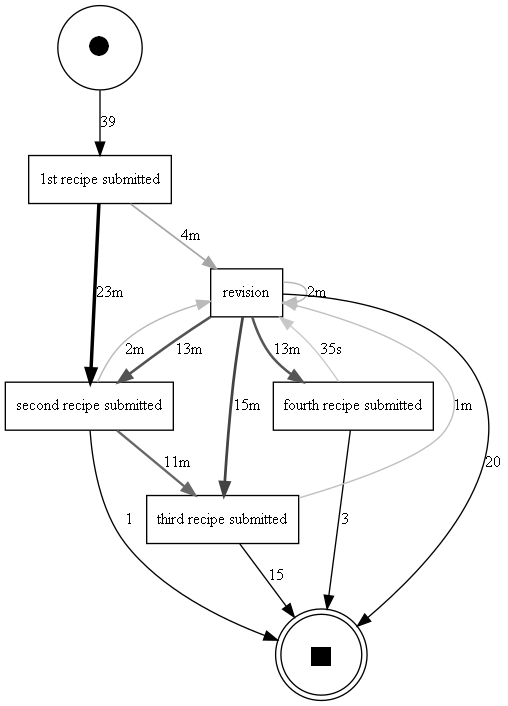 39
1st recipe submitted
4m
23m
revision
2m
2m
13m
13m
35s
15m
second recipe submitted
fourth recipe submitted
1m
11m
20
third recipe submitted
1
3
15